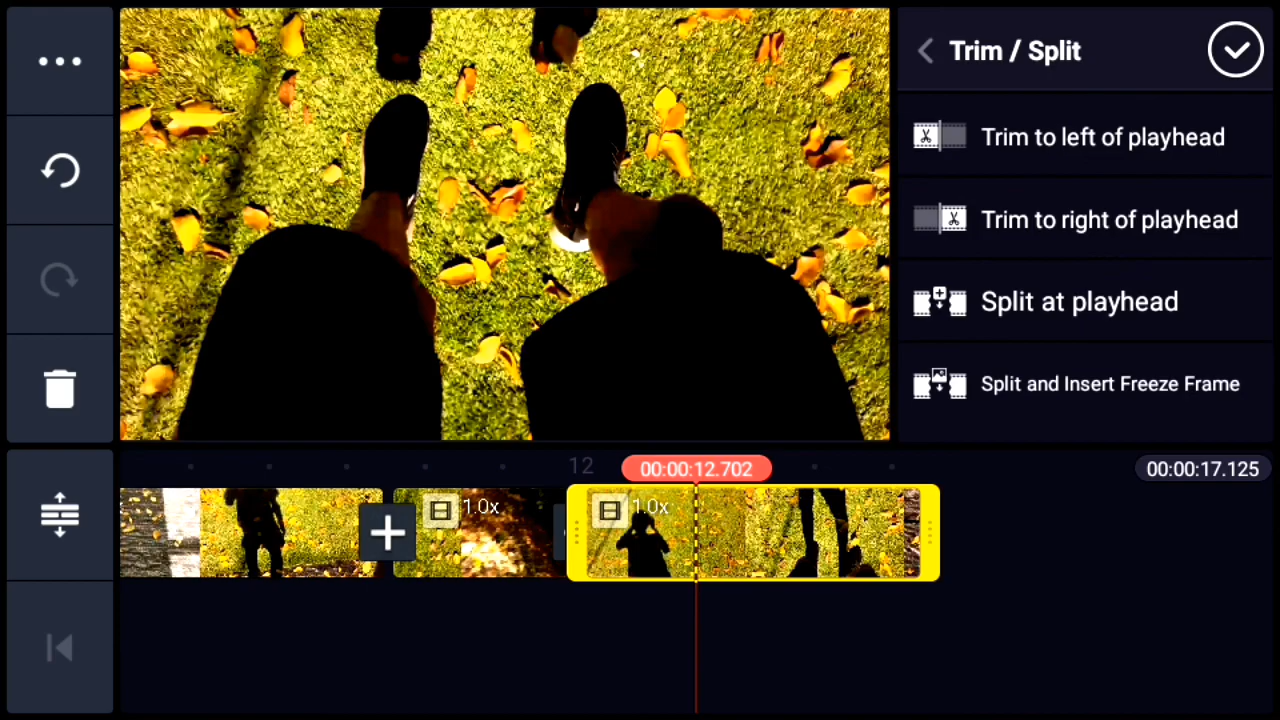 Trim / Split
Trim to left of playhead
Trim to right of playhead
Split at playhead
Split and Insert Freeze Frame
12
00:00:12.702
00:00:17.125
1.0x
1.0x